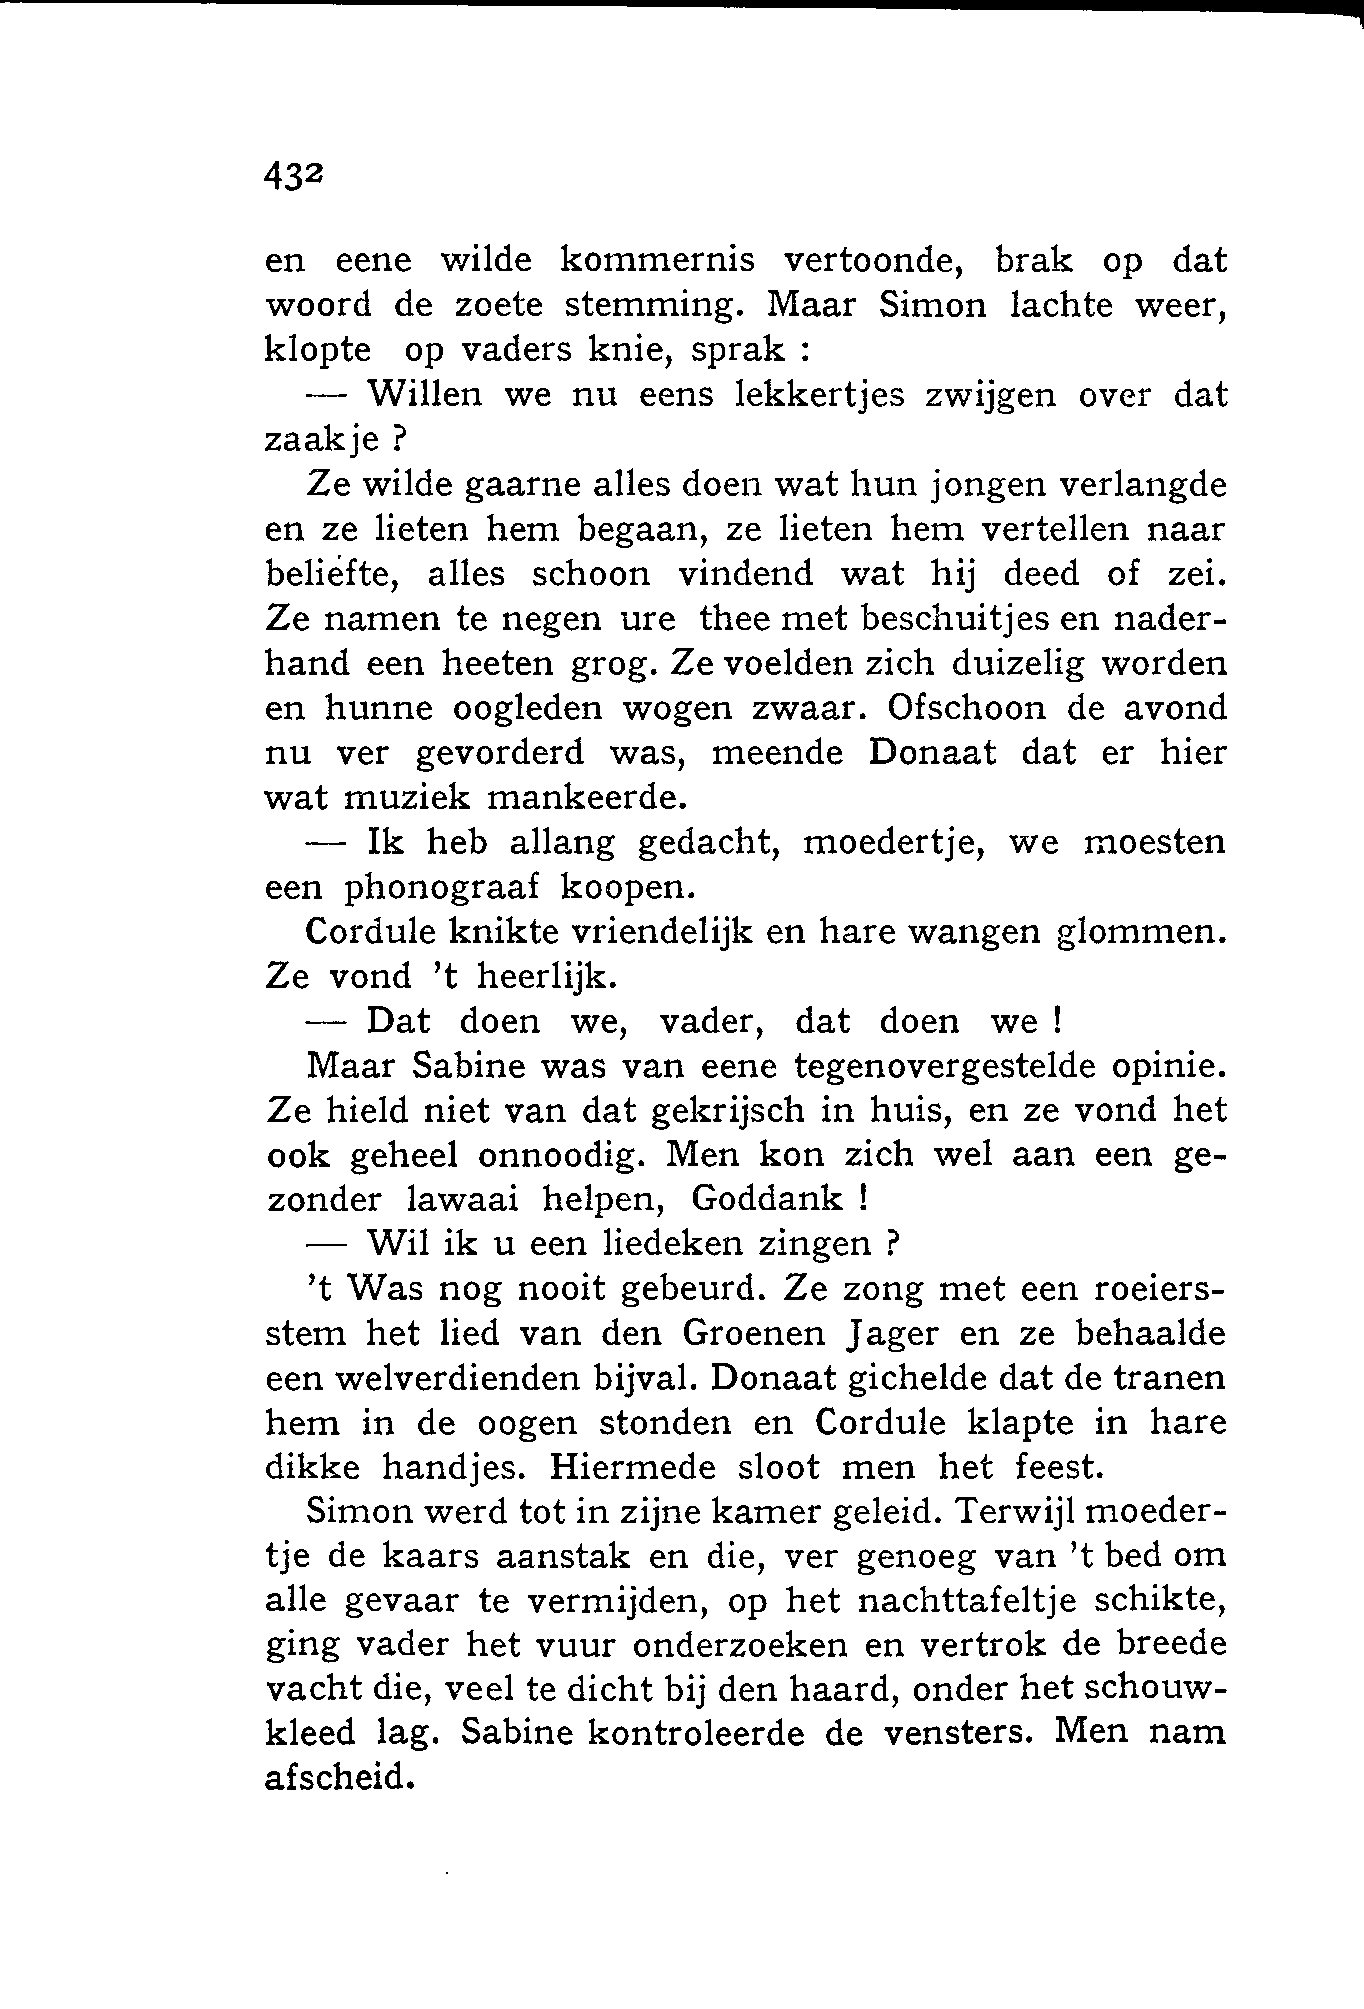 432
en eene wilde kommernis vertoonde, brak op dat
woord de zoete stemming. Maar Simon lachte weer,
klopte op vaders knie, sprak :
— Willen we nu eens lekkertjes zwijgen over dat
zaakje ?
Ze wilde gaarne alles doen wat hun jongen verlangde
en ze lieten hem begaan, ze lieten hem vertellen naar
beliefte, alles schoon vindend wat hij deed of zei.
Ze namen te negen ure thee met beschuitjes en nader-
hand een heeten grog. Ze voelden zich duizelig worden
en hunne oogleden wogen zwaar. Ofschoon de avond
nu ver gevorderd was, meende Donaat dat er hier
wat muziek mankeerde.
— Ik heb allang gedacht, moedertje, we moesten
een phonograaf koopen.
Cordule knikte vriendelijk en hare wangen glommen.
Ze vond 't heerlijk.
— Dat doen we, vader, dat doen we !
Maar Sabine was van eene tegenovergestelde opinie.
Ze hield niet van dat gekrijsch in huis, en ze vond het
ook geheel onnoodig. Men kon zich wel aan een ge-
zonder lawaai helpen, Goddank !
— Wil ik u een liedeken zingen ?
't Was nog nooit gebeurd. Ze zong met een roeiers-
stem het lied van den Groenen Jager en ze behaalde
een welverdienden bijval. Donaat gichelde dat de tranen
hem in de oogen stonden en Cordule klapte in hare
dikke handjes. Hiermede sloot men het feest.
Simon werd tot in zijne kamer geleid. Terwijl moeder-
tje de kaars aanstak en die, ver genoeg van 't bed om
alle gevaar te vermijden, op het nachttafeltje schikte,
ging vader het vuur onderzoeken en vertrok de breede
vacht die, veel te dicht bij den haard, onder het schouw-
kleed lag. Sabine kontroleerde de vensters. Men nam
afscheid.